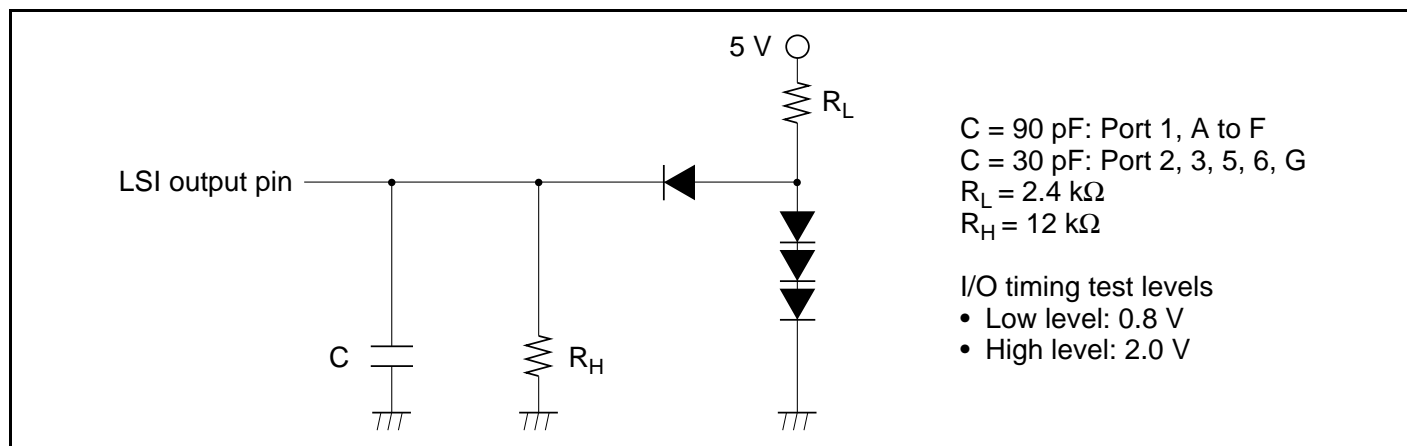 5 V
R_L
LSI output pin
C
R_H
C = 90 pF: Port 1, A to F
C = 30 pF: Port 2, 3, 5, 6, G
R_L = 2.4 kΩ
R_H = 12 kΩ
I/O timing test levels
• Low level: 0.8 V
• High level: 2.0 V